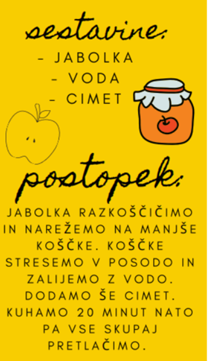 sestavine:
- JABOLKA
- VODA
- CIMET
postopek:
JABOLKA RAZKOŠČIČIMO
IN NAREŽEMO NA MANJŠE
KOŠČKE. KOŠČKE
STRESEMO V POSODO IN
ZALIJEMO Z VODO.
DODAMO ŠE CIMET.
KUHAMO 20 MINUT NATO
PA VSE SKUPAJ
PRETLAČIMO.